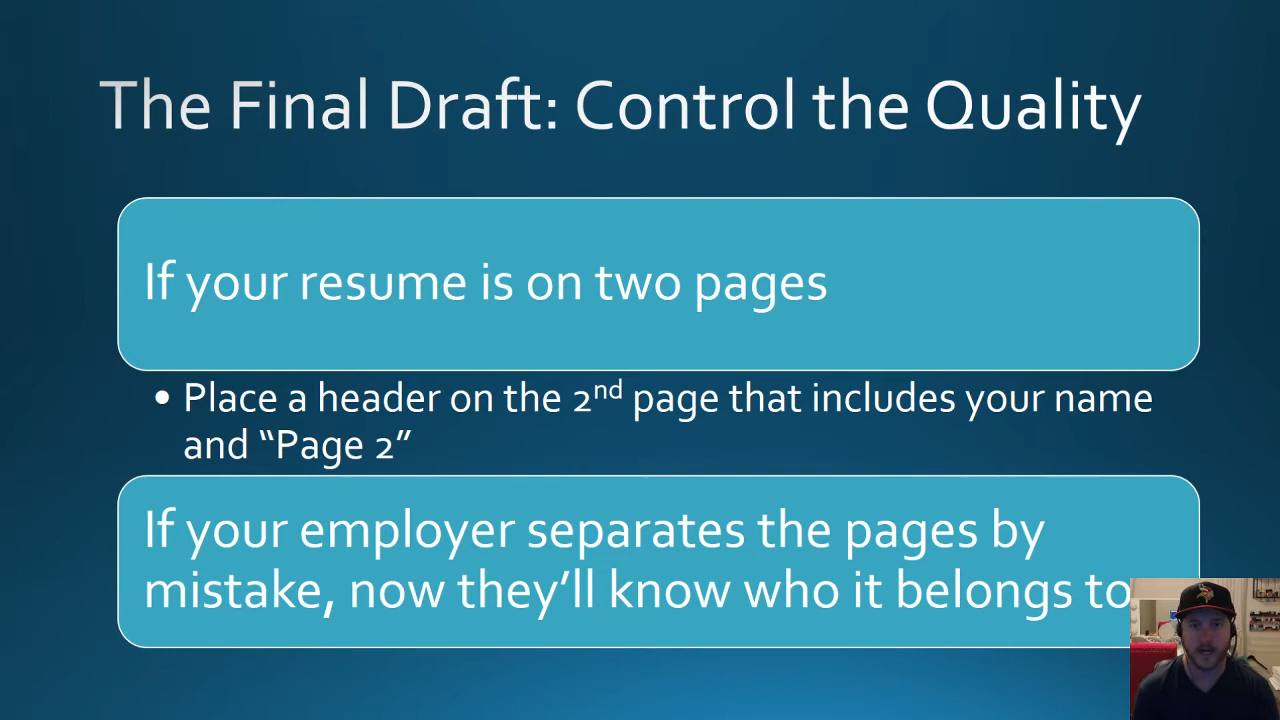 The Final Draft: Control the Quality
If your resume is on two pages
• Place a header on the 2nd page that includes your name
and “Page 2”
If your employer separates the pages by
mistake, now they’ll know who it belongs to